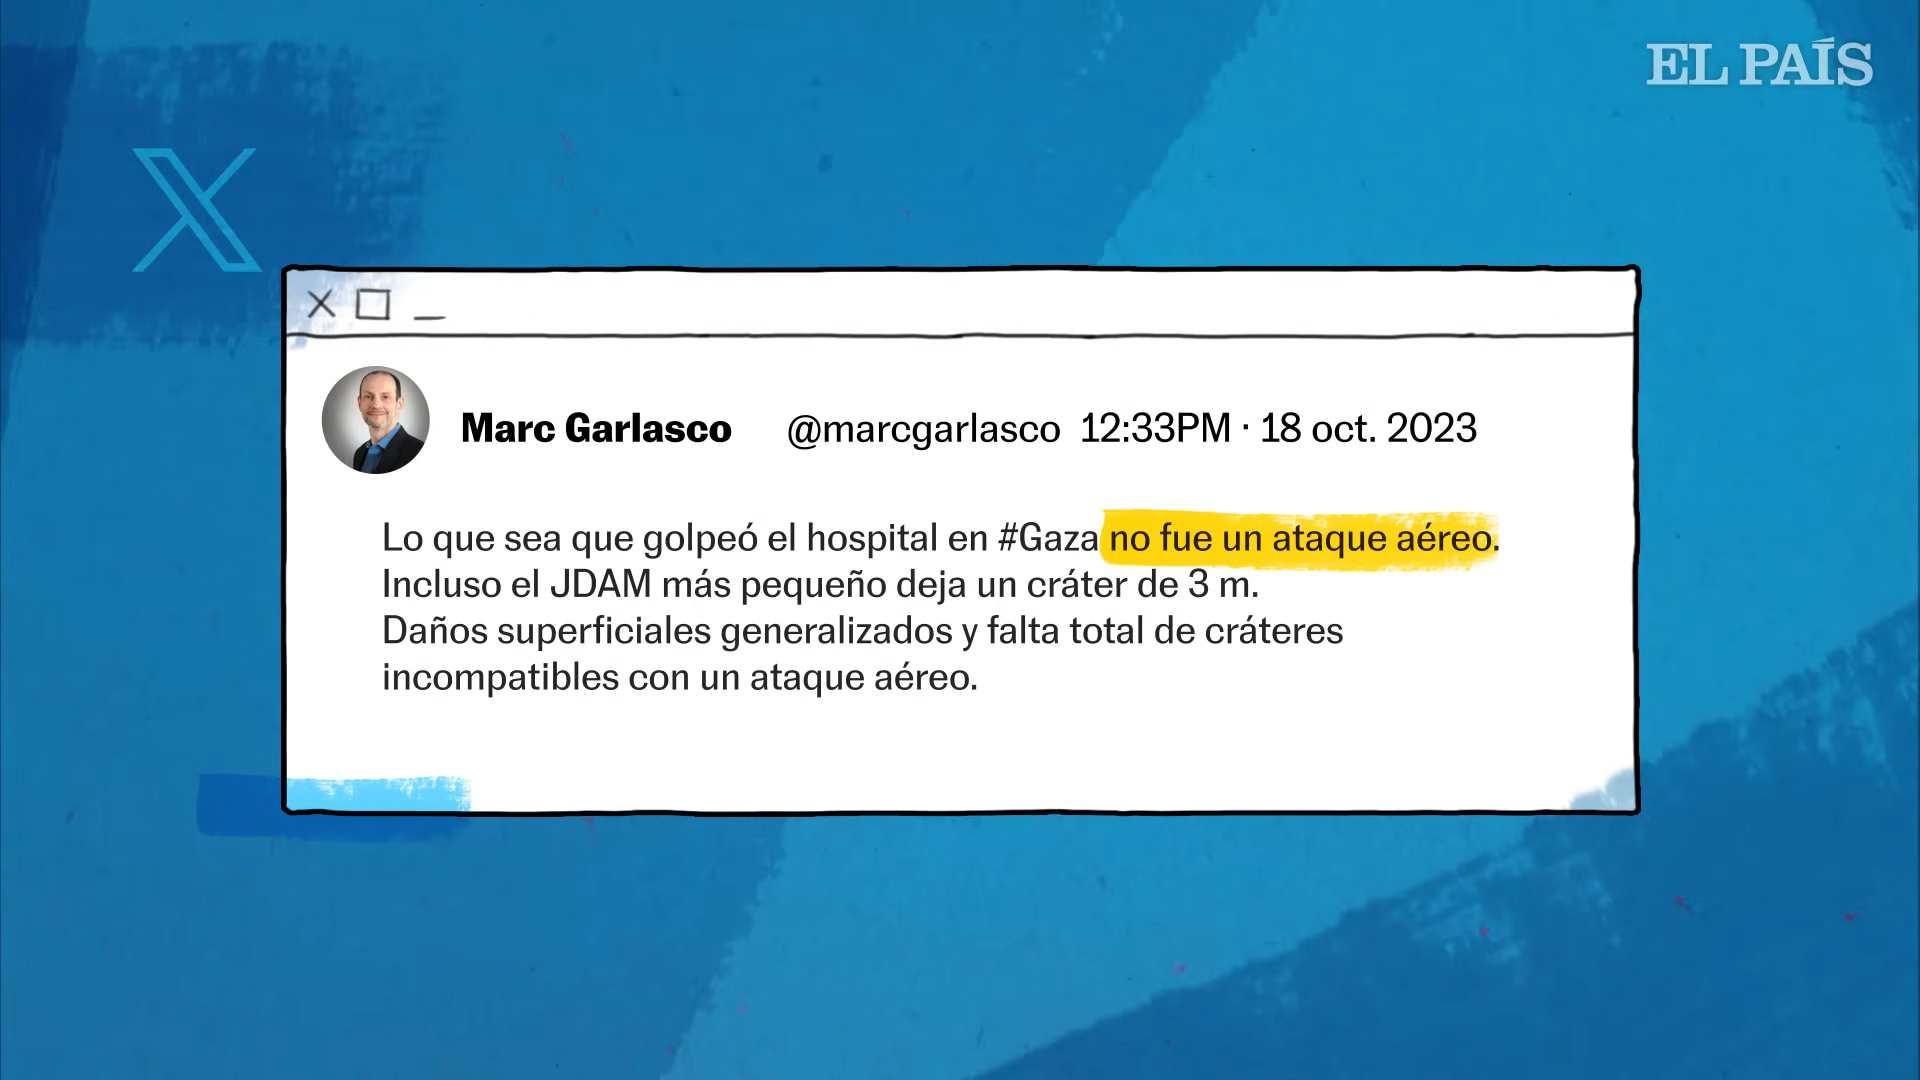 EL PAÍS
Marc Garlasco @marcgarlasco 12:33PM · 18 oct. 2023
Lo que sea que golpeó el hospital en #Gaza no fue un ataque aéreo.
Incluso el JDAM más pequeño deja un cráter de 3 m.
Daños superficiales generalizados y falta total de cráteres
incompatibles con un ataque aéreo.